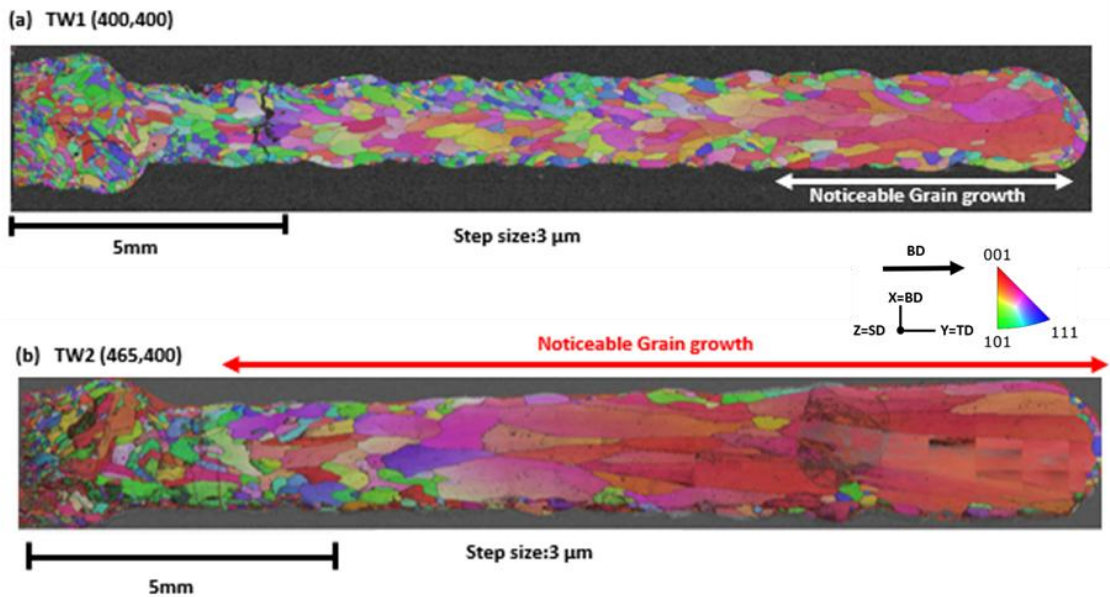 (a) TW1 (400,400)
Noticeable Grain growth
5mm
Step size:3 µm
BD
001
X=BD
Z=SD
Y=TD
101
111
(b) TW2 (465,400)
Noticeable Grain growth
5mm
Step size:3 µm